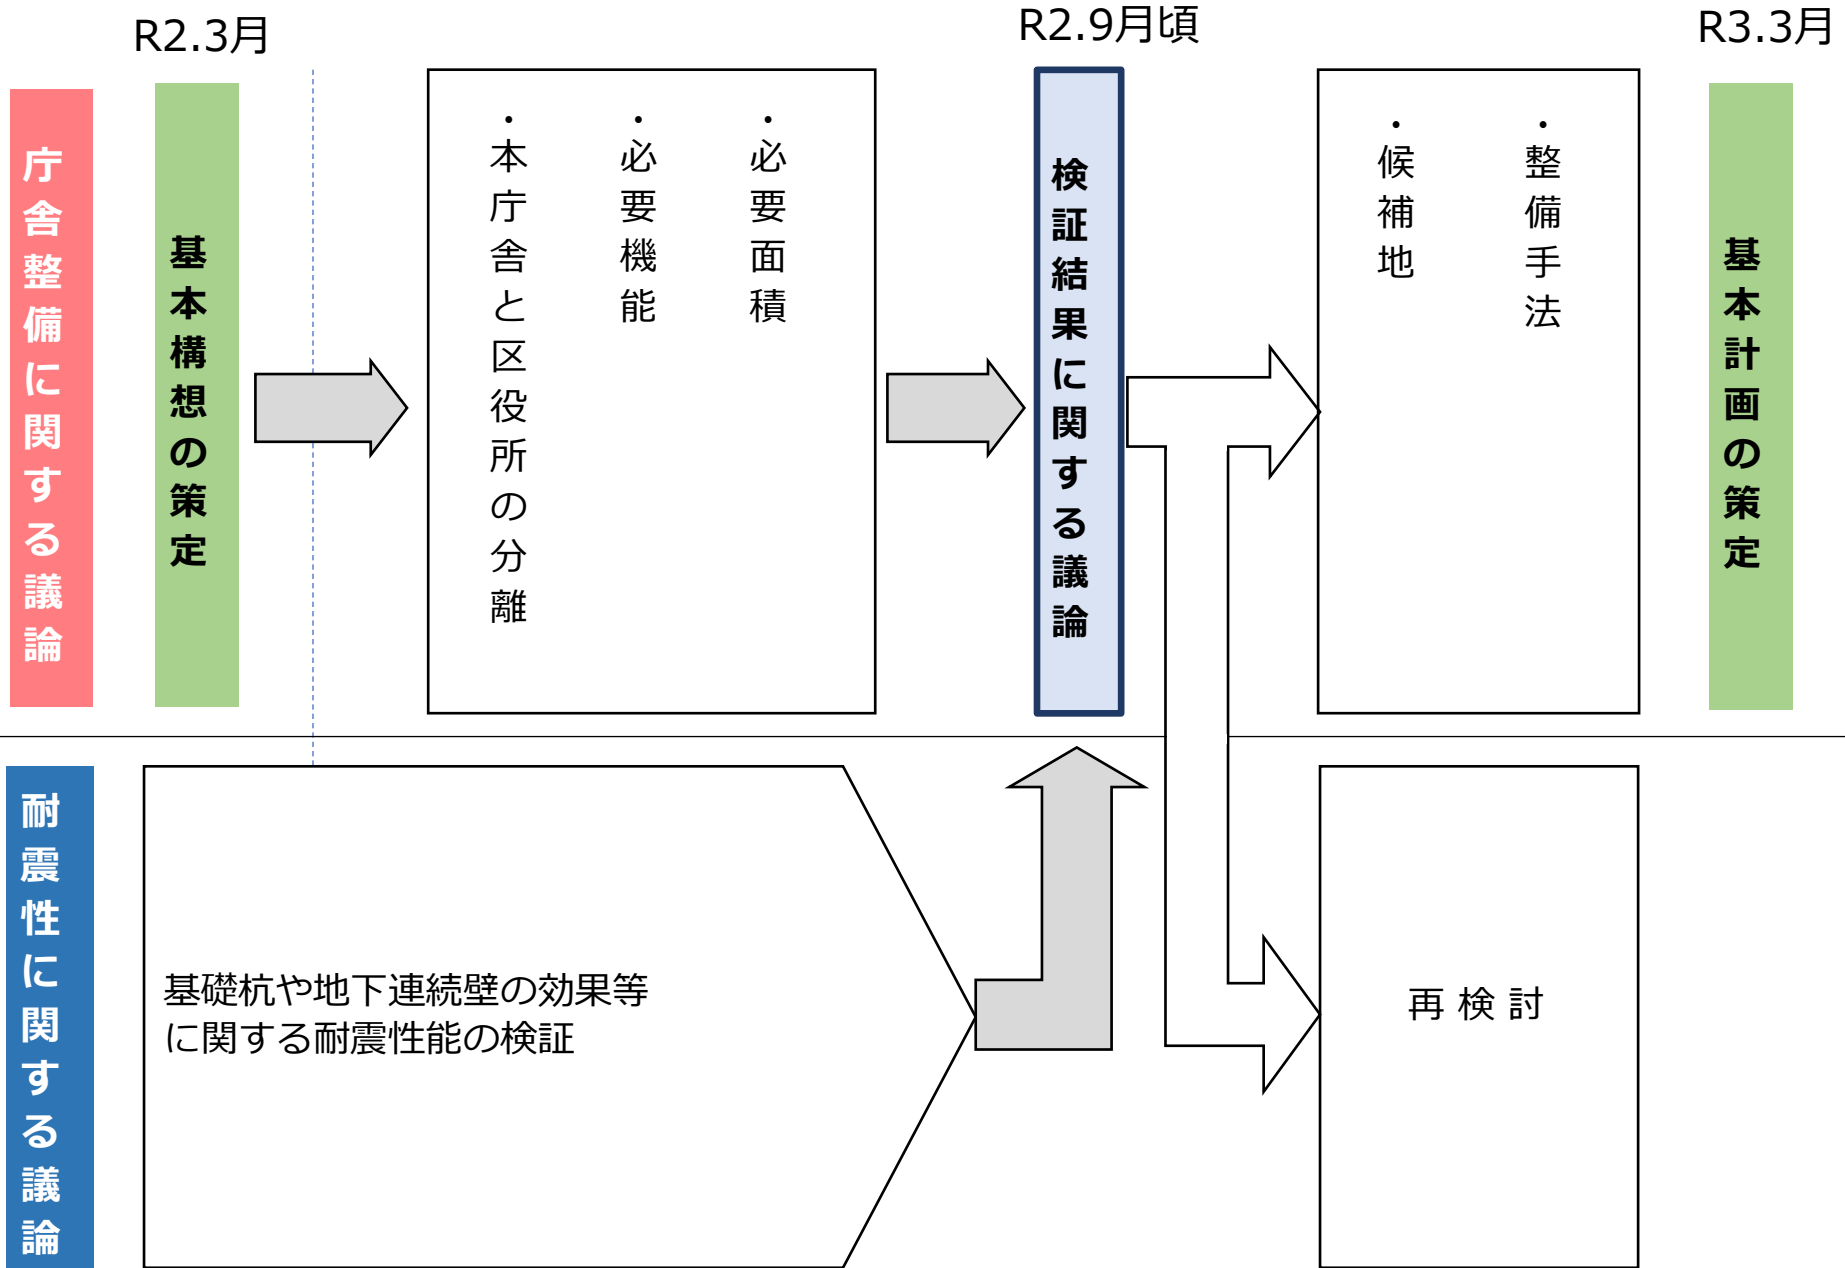 R2.3月
R2.9月頃
R3.3月
庁舎整備に関する議論
基本構想の策定
・必要面積
・必要機能
・本庁舎と区役所の分離
検証結果に関する議論
・整備手法
・候補地
基本計画の策定
耐震性に関する議論
基礎杭や地下連続壁の効果等
に関する耐震性能の検証
再検討